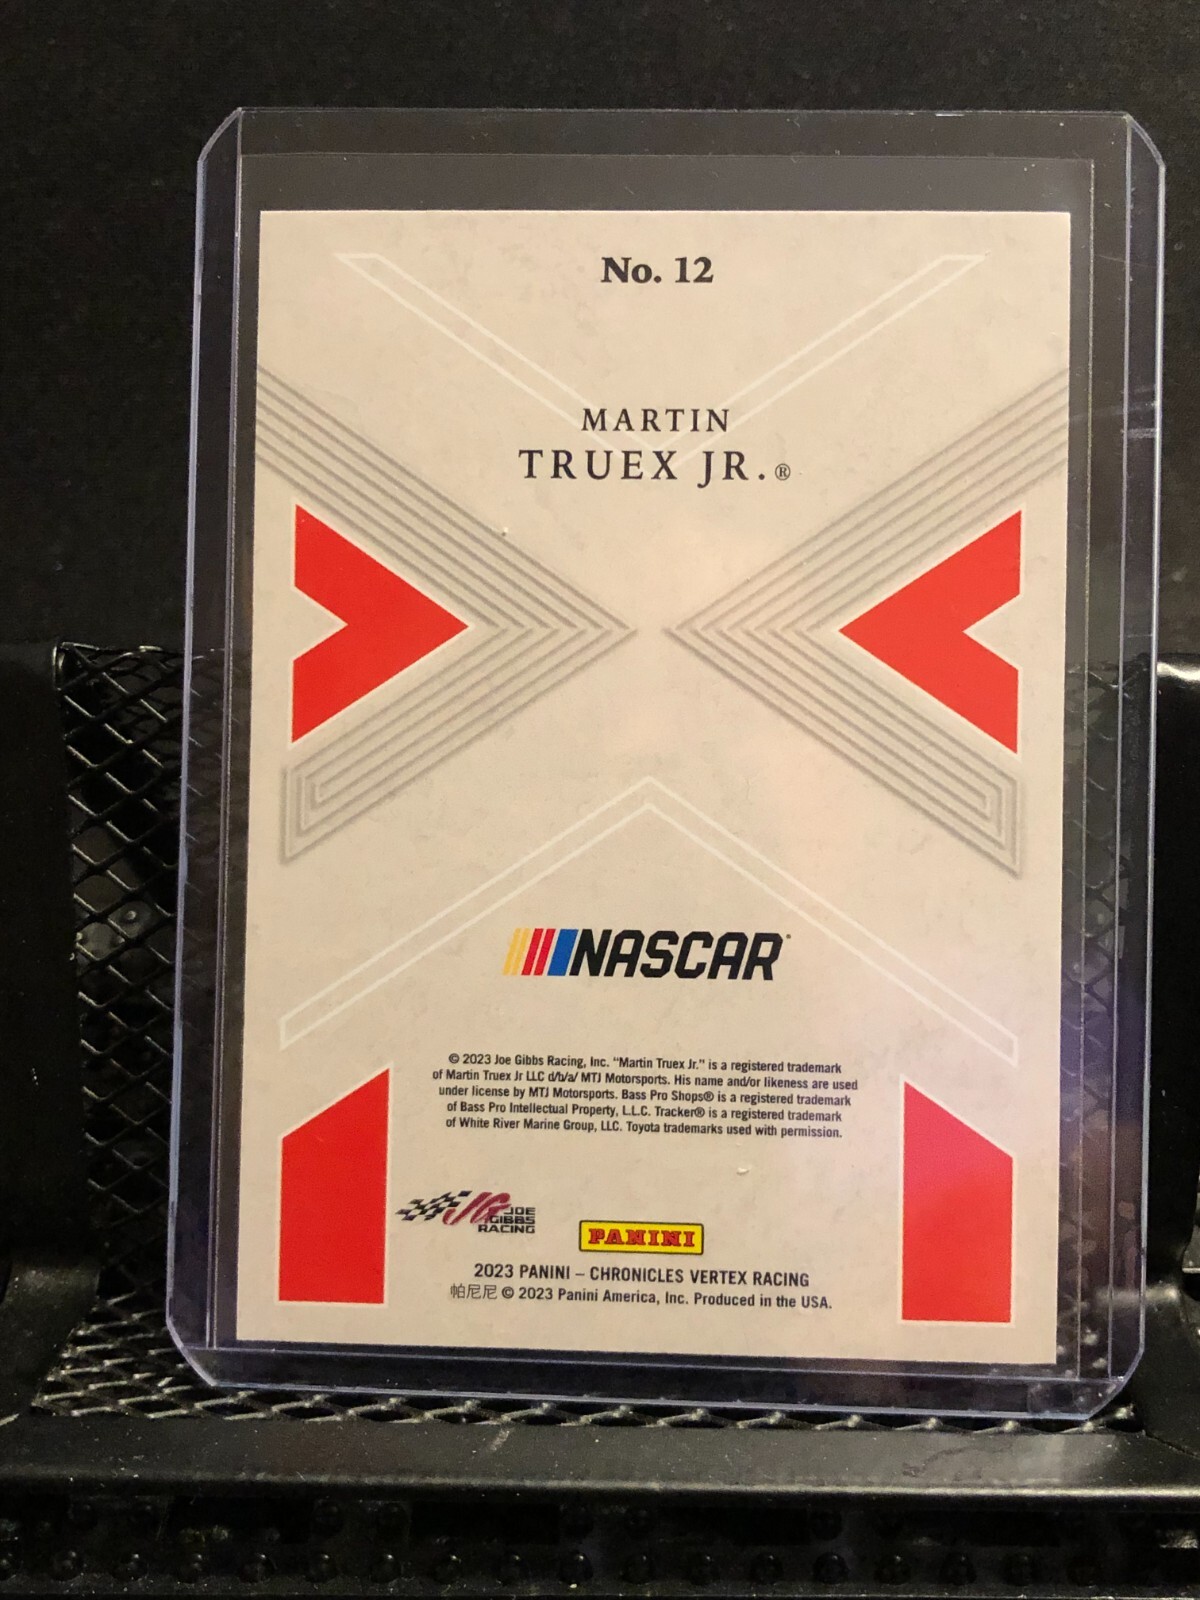 No. 12
MARTIN
TRUEX JR.®
NASCAR
© 2023 Joe Gibbs Racing, Inc. "Martin Truex Jr." is a registered trademark
of Martin Truex Jr LLC d/b/a/ MTJ Motorsports. His name and/or likeness are used
under license by MTJ Motorsports. Bass Pro Shops® is a registered trademark
of Bass Pro Intellectual Property, L.L.C. Tracker® is a registered trademark
of White River Marine Group, LLC. Toyota trademarks used with permission.
JG JOE
GIBBS
RACING
PANINI
2023 PANINI – CHRONICLES VERTEX RACING
帕尼尼 © 2023 Panini America, Inc. Produced in the USA.